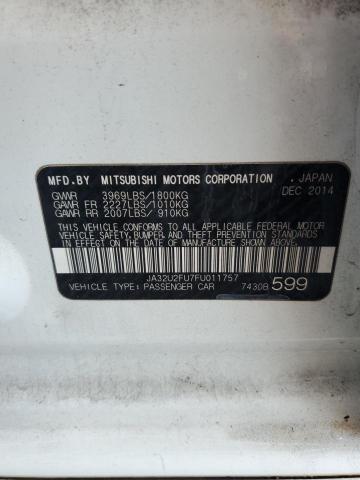 MFD.BY MITSUBISHI MOTORS CORPORATION , JAPAN
GVWR 3969LBS/1800KG DEC 2014
GAWR FR 2227LBS/1010KG
GAWR RR 2007LBS/ 910KG
THIS VEHICLE CONFORMS TO ALL APPLICABLE FEDERAL MOTOR
VEHICLE SAFETY,BUMPER,AND THEFT PREVENTION STANDARDS
IN EFFECT ON THE DATE OF MANUFACTURE SHOWN ABOVE.
JA32U2FU7FU011757
VEHICLE TYPE:PASSENGER CAR 7430B 599